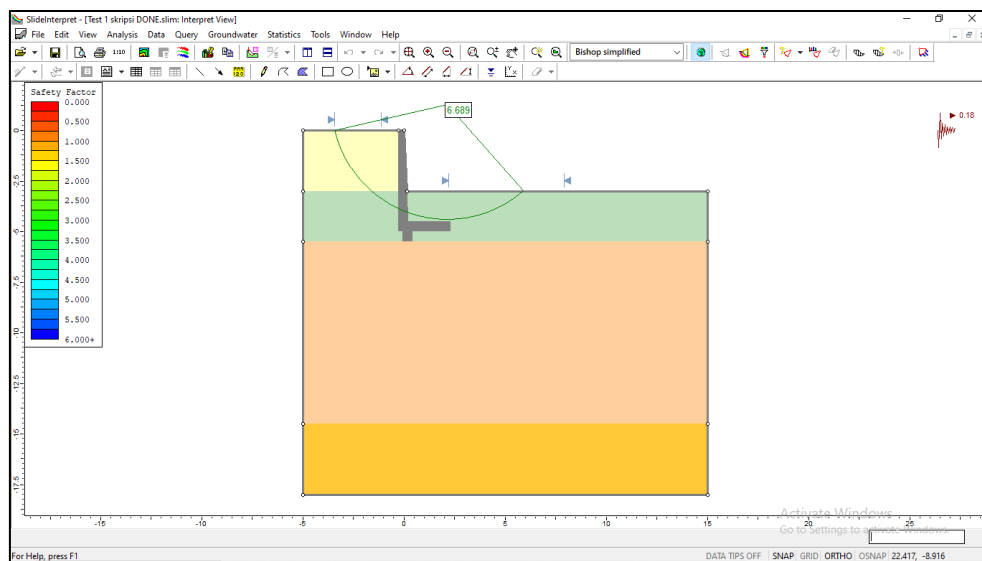 SlideInterpret - [Test 1 skripsi DONE.slim: Interpret View]
File Edit View Analysis Data Query Groundwater Statistics Tools Window Help
1:10 Bishop simplified
Safety Factor
0.000
0.500
1.000
1.500
2.000
2.500
3.000
3.500
4.000
4.500
5.000
5.500
6.000+
6.689
0.18
0
-2.5
-5
-7.5
-10
-12.5
-15
-17.5
-15 -10 -5 0 5 10 15 20 25
Activate Windows
Go to Settings to activate Windows.
For Help, press F1
DATA TIPS OFF SNAP GRID ORTHO OSNAP 22.417, -8.916